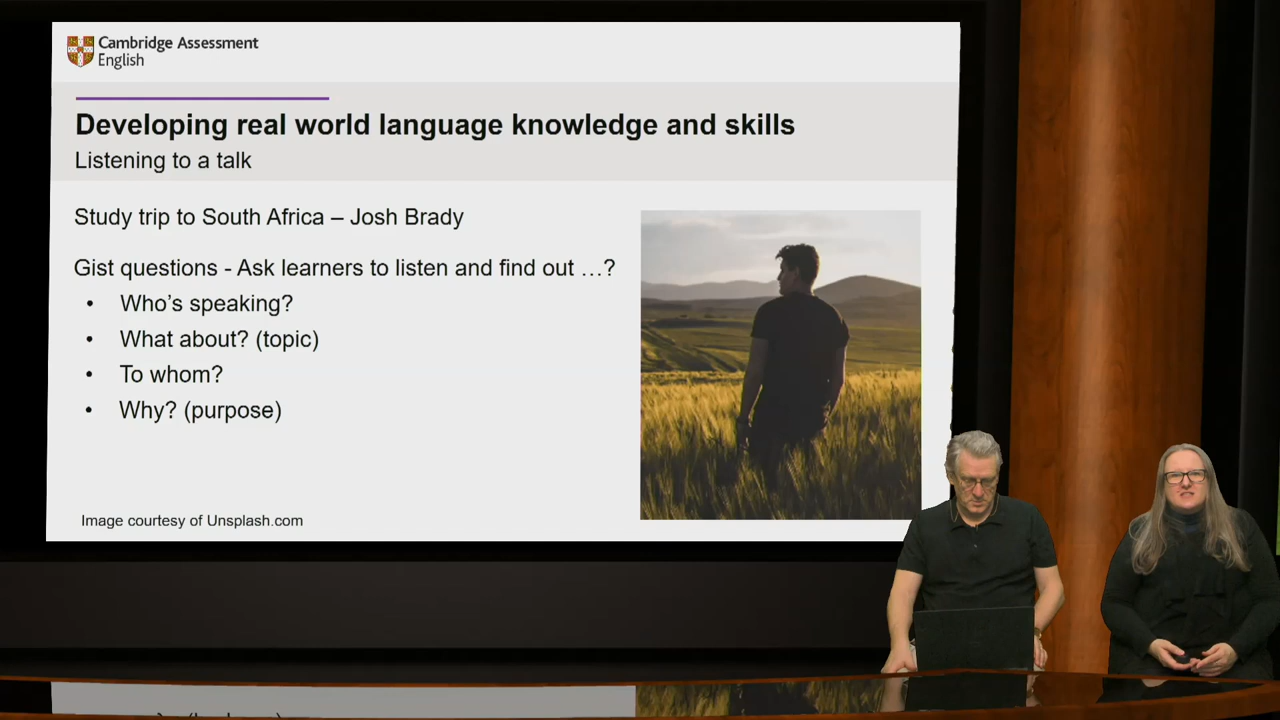 Cambridge Assessment
English
Developing real world language knowledge and skills
Listening to a talk
Study trip to South Africa – Josh Brady
Gist questions - Ask learners to listen and find out …?
• Who’s speaking?
• What about? (topic)
• To whom?
• Why? (purpose)
Image courtesy of Unsplash.com